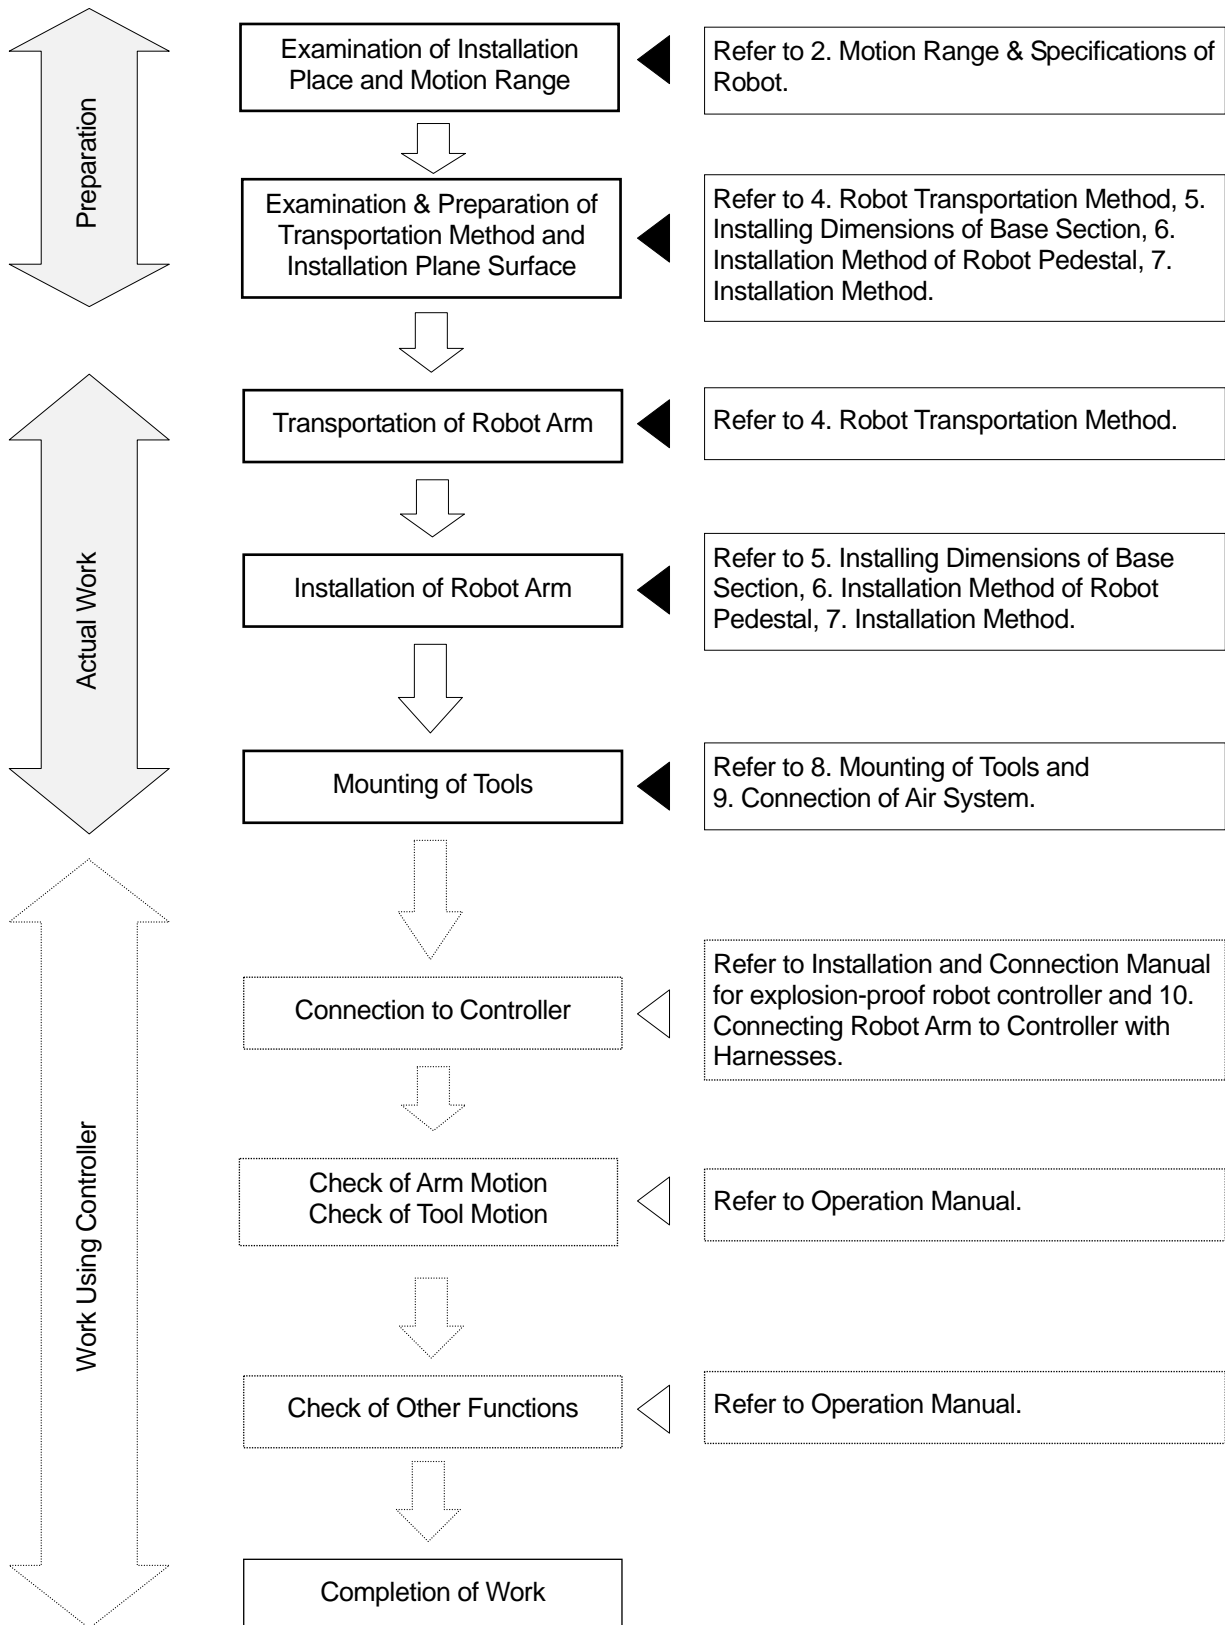 Preparation
Examination of Installation
Place and Motion Range
Refer to 2. Motion Range & Specifications of
Robot.
Examination & Preparation of
Transportation Method and
Installation Plane Surface
Refer to 4. Robot Transportation Method, 5.
Installing Dimensions of Base Section, 6.
Installation Method of Robot Pedestal, 7.
Installation Method.
Actual Work
Transportation of Robot Arm
Refer to 4. Robot Transportation Method.
Installation of Robot Arm
Refer to 5. Installing Dimensions of Base
Section, 6. Installation Method of Robot
Pedestal, 7. Installation Method.
Mounting of Tools
Refer to 8. Mounting of Tools and
9. Connection of Air System.
Work Using Controller
Connection to Controller
Refer to Installation and Connection Manual
for explosion-proof robot controller and 10.
Connecting Robot Arm to Controller with
Harnesses.
Check of Arm Motion
Check of Tool Motion
Refer to Operation Manual.
Check of Other Functions
Refer to Operation Manual.
Completion of Work